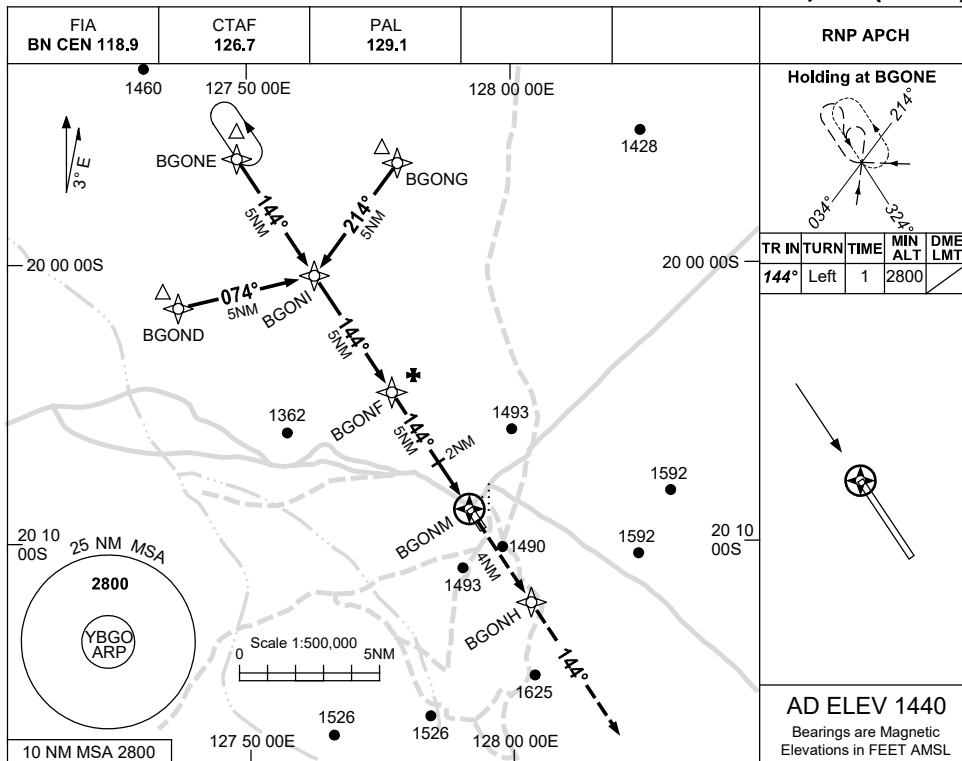 FIA
BN CEN 118.9
CTAF
126.7
PAL
129.1
RNP APCH
1460
127 50 00E
128 00 00E
3° E
BGONE
BGONG
1428
144°
5NM
214°
5NM
20 00 00S
20 00 00S
074°
5NM
BGOND
BGONI
144°
5NM
BGONF
1362
144°
5NM
2NM
1493
1592
BGONM
20 10
00S
20 10
00S
1490
1592
1493
4NM
BGONH
144°
25 NM MSA
2800
YBGO
ARP
Scale 1:500,000
0
5NM
1625
1526
1526
10 NM MSA 2800
127 50 00E
128 00 00E
Holding at BGONE
214°
034°
324°
TR IN TURN TIME MIN ALT DME LMT
144° Left 1 2800
AD ELEV 1440
Bearings are Magnetic
Elevations in FEET AMSL